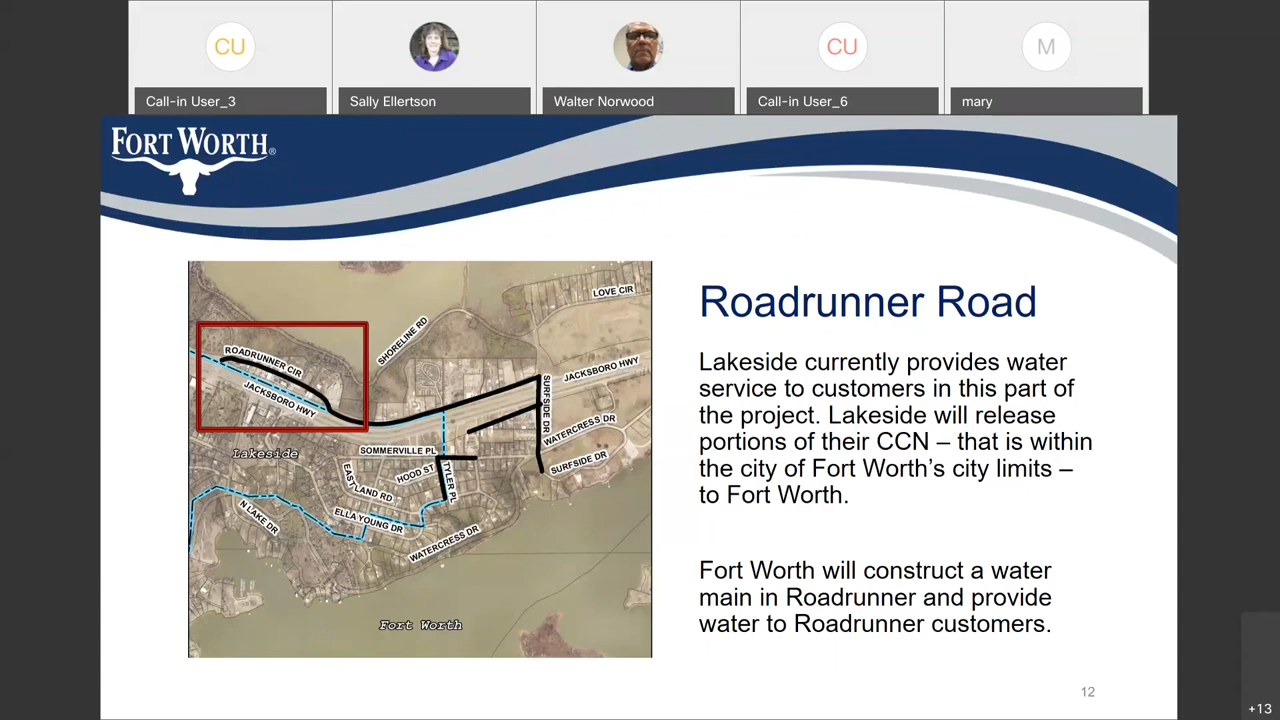 CU
CU
M
Call-in User_3
Sally Ellertson
Walter Norwood
Call-in User_6
mary
FORT WORTH®
LOVE CIR
SHORELINE RD
ROADRUNNER CIR
JACKSBORO HWY
JACKSBORO HWY
SURFSIDE DR
WATERCRESS DR
Lakeside
SOMMERVILLE PL
SURFSIDE DR
HOOD ST
TYLER PL
EAST
LAND RD
N LAKE DR
ELLA YOUNG DR
WATERCRESS DR
Fort Worth
Roadrunner Road
Lakeside currently provides water
service to customers in this part of
the project. Lakeside will release
portions of their CCN – that is within
the city of Fort Worth’s city limits –
to Fort Worth.
Fort Worth will construct a water
main in Roadrunner and provide
water to Roadrunner customers.
12
+13